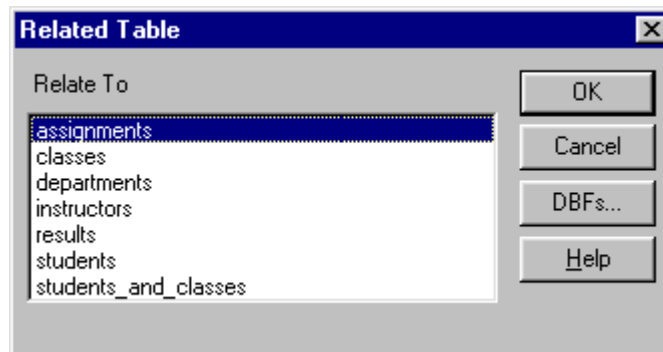 Related Table
Relate To
assignments
classes
departments
instructors
results
students
students_and_classes
OK
Cancel
DBFs...
Help